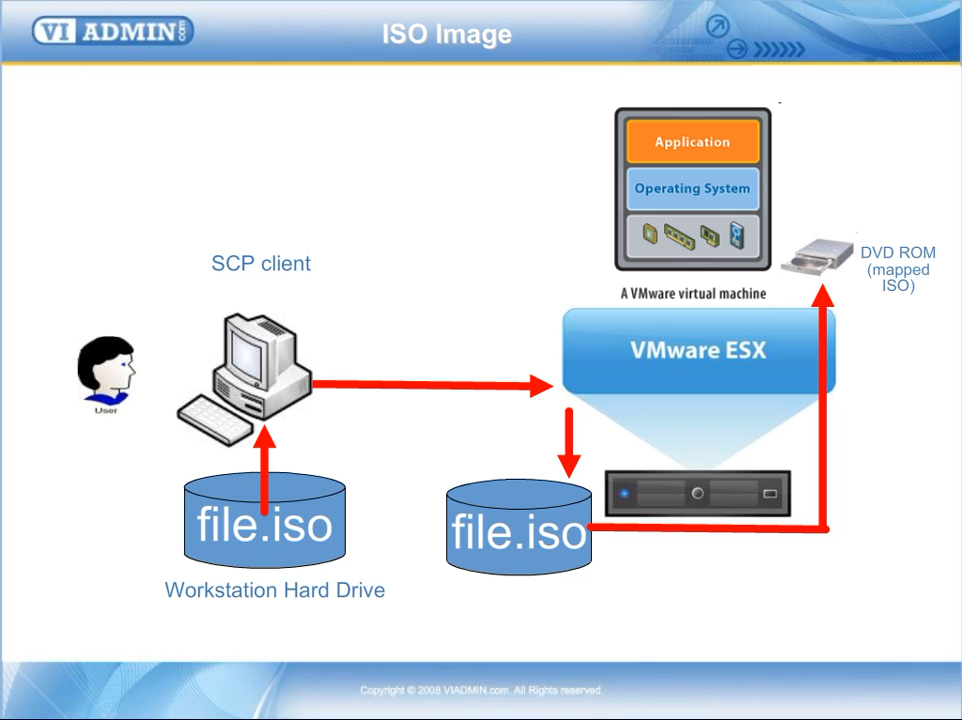 VI ADMIN.com
ISO Image
Application
Operating System
DVD ROM
(mapped
ISO)
SCP client
A VMware virtual machine
VMware ESX
User
file.iso
file.iso
Workstation Hard Drive
Copyright © 2008 VIADMIN.com. All Rights reserved.